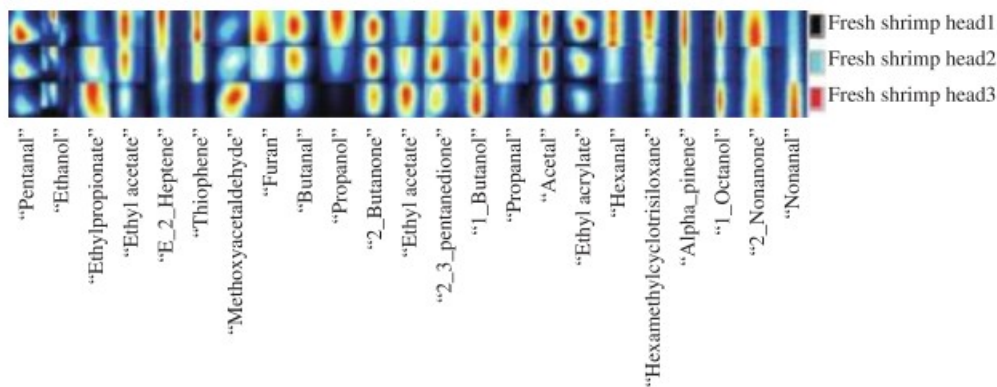 Fresh shrimp head1
Fresh shrimp head2
Fresh shrimp head3
“Pentanal”
“Ethanol”
“Ethylpropionate”
“Ethyl acetate”
“E_2_Heptene”
“Thiophene”
“Methoxyacetaldehyde”
“Furan”
“Butanal”
“Propanol”
“2_Butanone”
“Ethyl acetate”
“2_3_pentanedione”
“1_Butanol”
“Propanal”
“Acetal”
“Ethyl acrylate”
“Hexanal”
“Hexamethylcyclotrisiloxane”
“Alpha_pinene”
“1_Octanol”
“2_Nonanone”
“Nonanal”